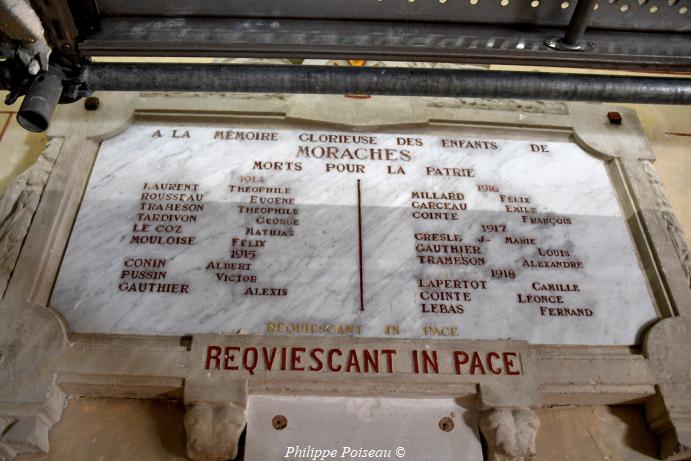 A LA MÉMOIRE GLORIEUSE DES ENFANTS DE
MORACHES
MORTS POUR LA PATRIE
1914
LAURENT THÉOPHILE
ROUSSEAU EUGÈNE
TRAMESON THÉOPHILE
TARDIVON GEORGE
LE COZ MATHIAS
MOULOISE FÉLIX
1915
CONIN ALBERT
PUSSIN VICTOR
GAUTHIER ALEXIS
1916
MILLARD FÉLIX
GARCEAU EMILE
COINTE FRANÇOIS
1917
GRESLE J. MARIE
GAUTHIER LOUIS
TRAMESON ALEXANDRE
1918
LAPERTOT CAMILLE
COINTE LÉONCE
LEBAS FERNAND
REQUIESCANT IN PACE
REQVIESCANT IN PACE
Philippe Poiseau ©